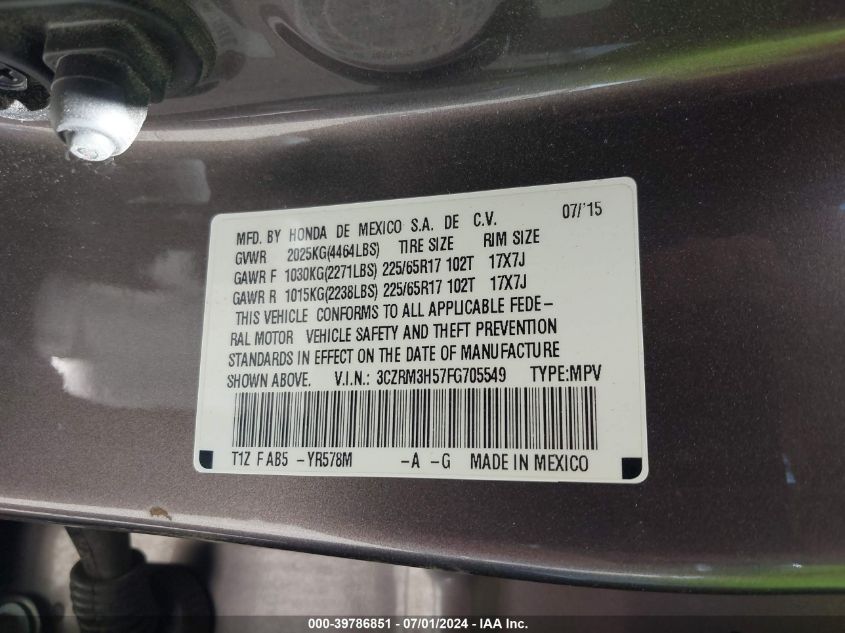 07/'15
MFD. BY HONDA DE MEXICO S.A. DE C.V.
GVWR 2025KG(4464LBS) TIRE SIZE RIM SIZE
GAWR F 1030KG(2271LBS) 225/65R17 102T 17X7J
GAWR R 1015KG(2238LBS) 225/65R17 102T 17X7J
THIS VEHICLE CONFORMS TO ALL APPLICABLE FEDE-
RAL MOTOR VEHICLE SAFETY AND THEFT PREVENTION
STANDARDS IN EFFECT ON THE DATE OF MANUFACTURE
SHOWN ABOVE. V.I.N.: 3CZRM3H57FG705549 TYPE:MPV
T1Z F AB5 -YR578M -A -G MADE IN MEXICO
000-39786851 - 07/01/2024 - IAA Inc.